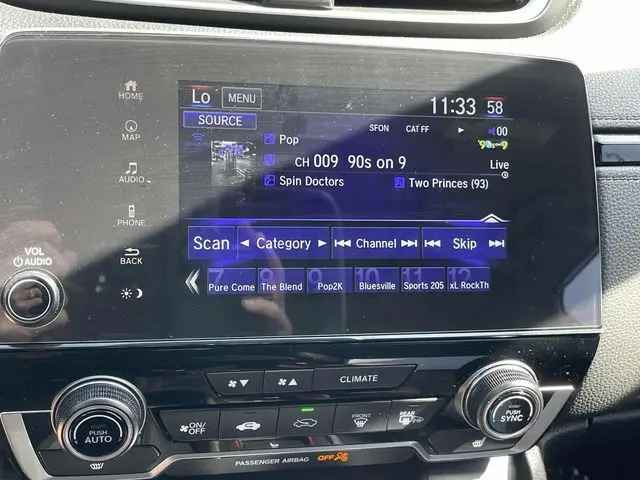 HOME
MAP
AUDIO
PHONE
BACK
VOL
AUDIO
Lo MENU 11:33 58
SOURCE SFON CAT FF 00
Pop
CH 009 90s on 9 Live
Spin Doctors Two Princes (93)
Scan Category Channel Skip
7 8 9 10 11 12
Pure Come The Blend Pop2K Bluesville Sports 205 xL RockTh
CLIMATE
PUSH AUTO
ON/OFF
FRONT
REAR
PUSH SYNC
PASSENGER AIRBAG OFF